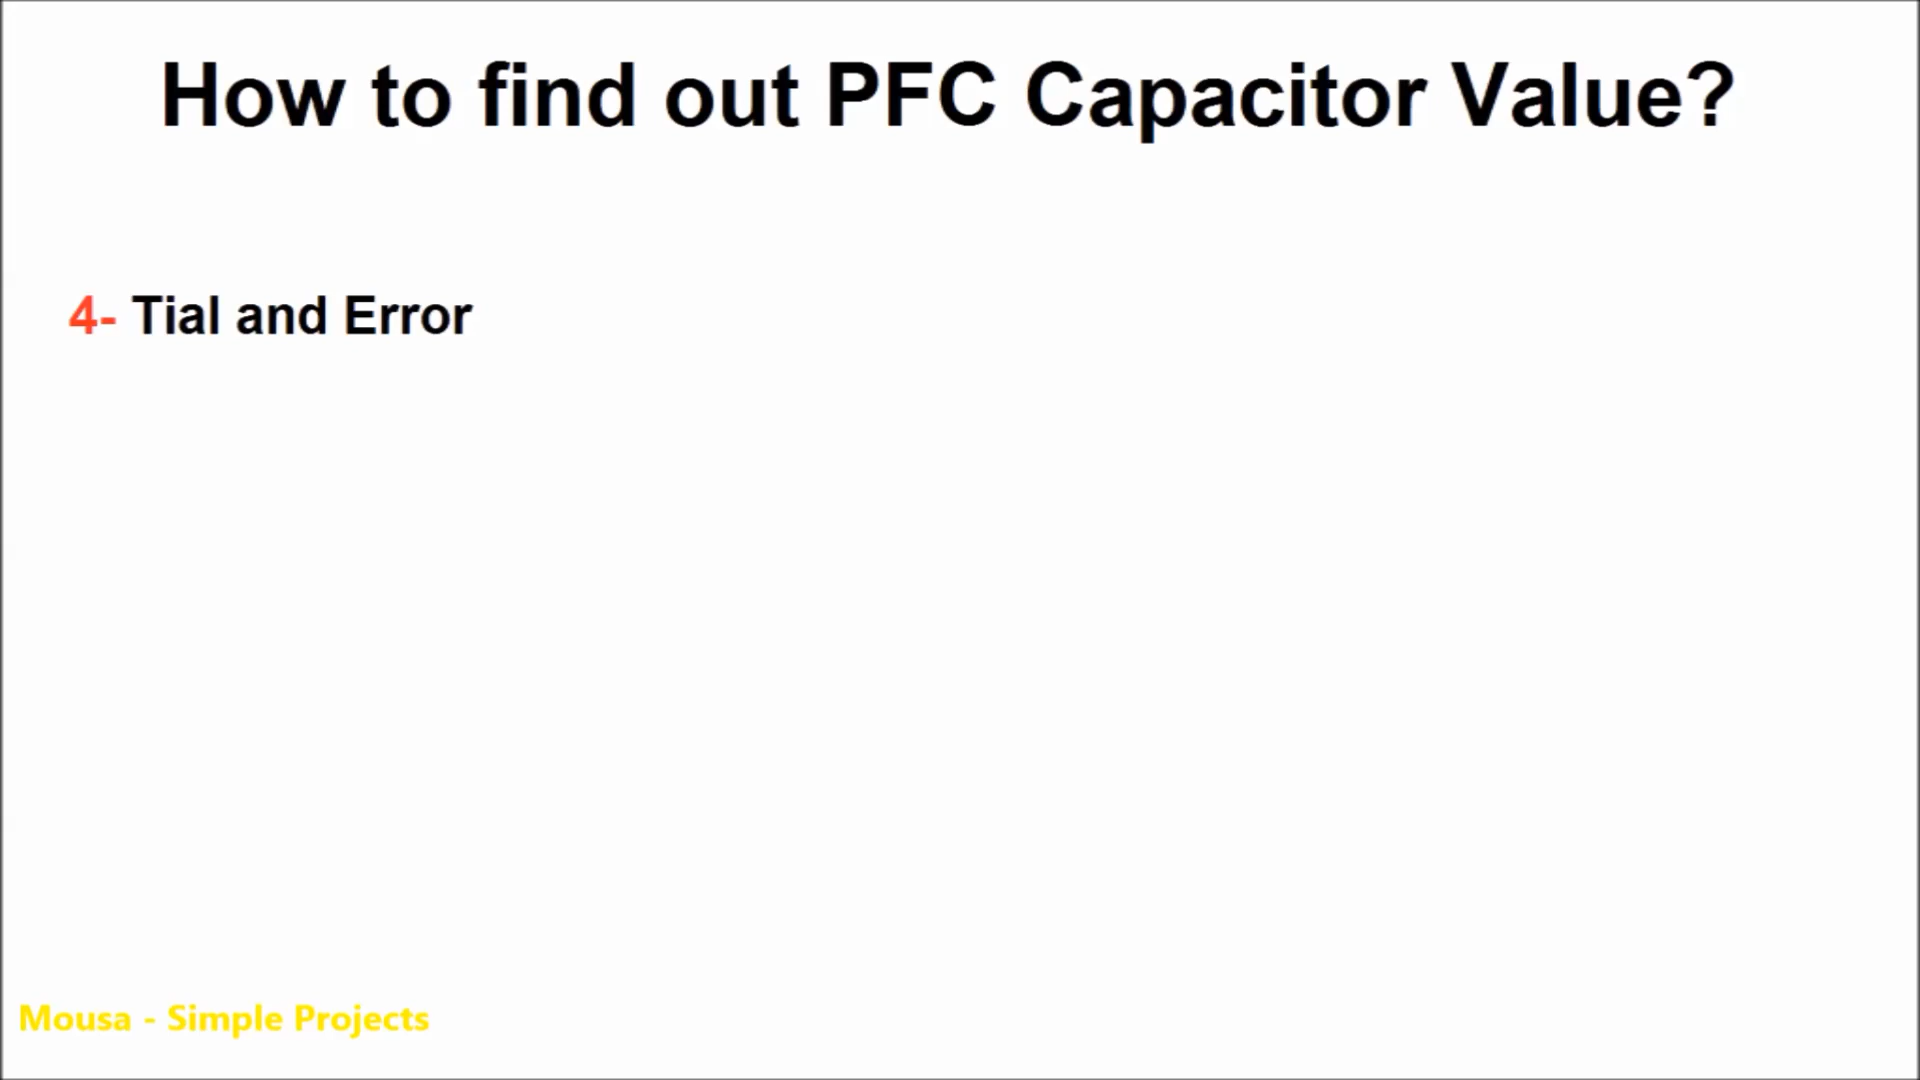 How to find out PFC Capacitor Value?
4- Tial and Error
Mousa - Simple Projects